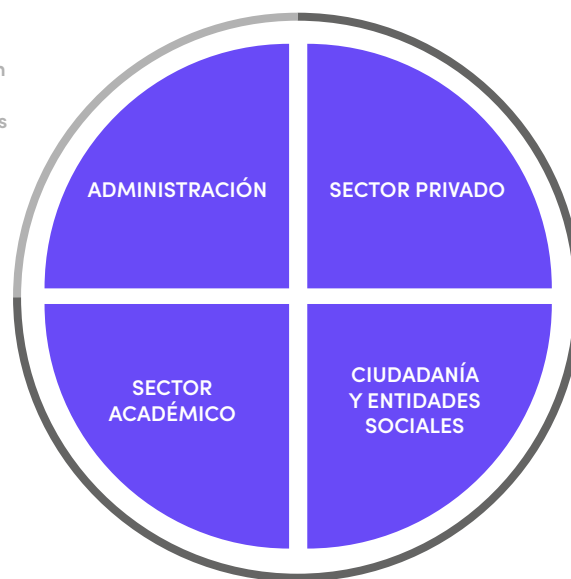 ADMINISTRACIÓN
SECTOR PRIVADO
SECTOR
ACADÉMICO
CIUDADANÍA
Y ENTIDADES
SOCIALES